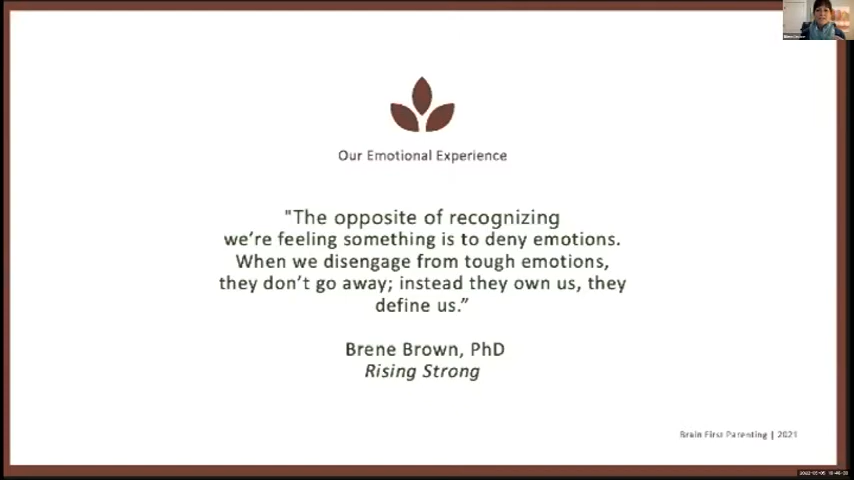 Our Emotional Experience
"The opposite of recognizing
we’re feeling something is to deny emotions.
When we disengage from tough emotions,
they don’t go away; instead they own us, they
define us.”
Brene Brown, PhD
Rising Strong
Brain First Parenting | 2021